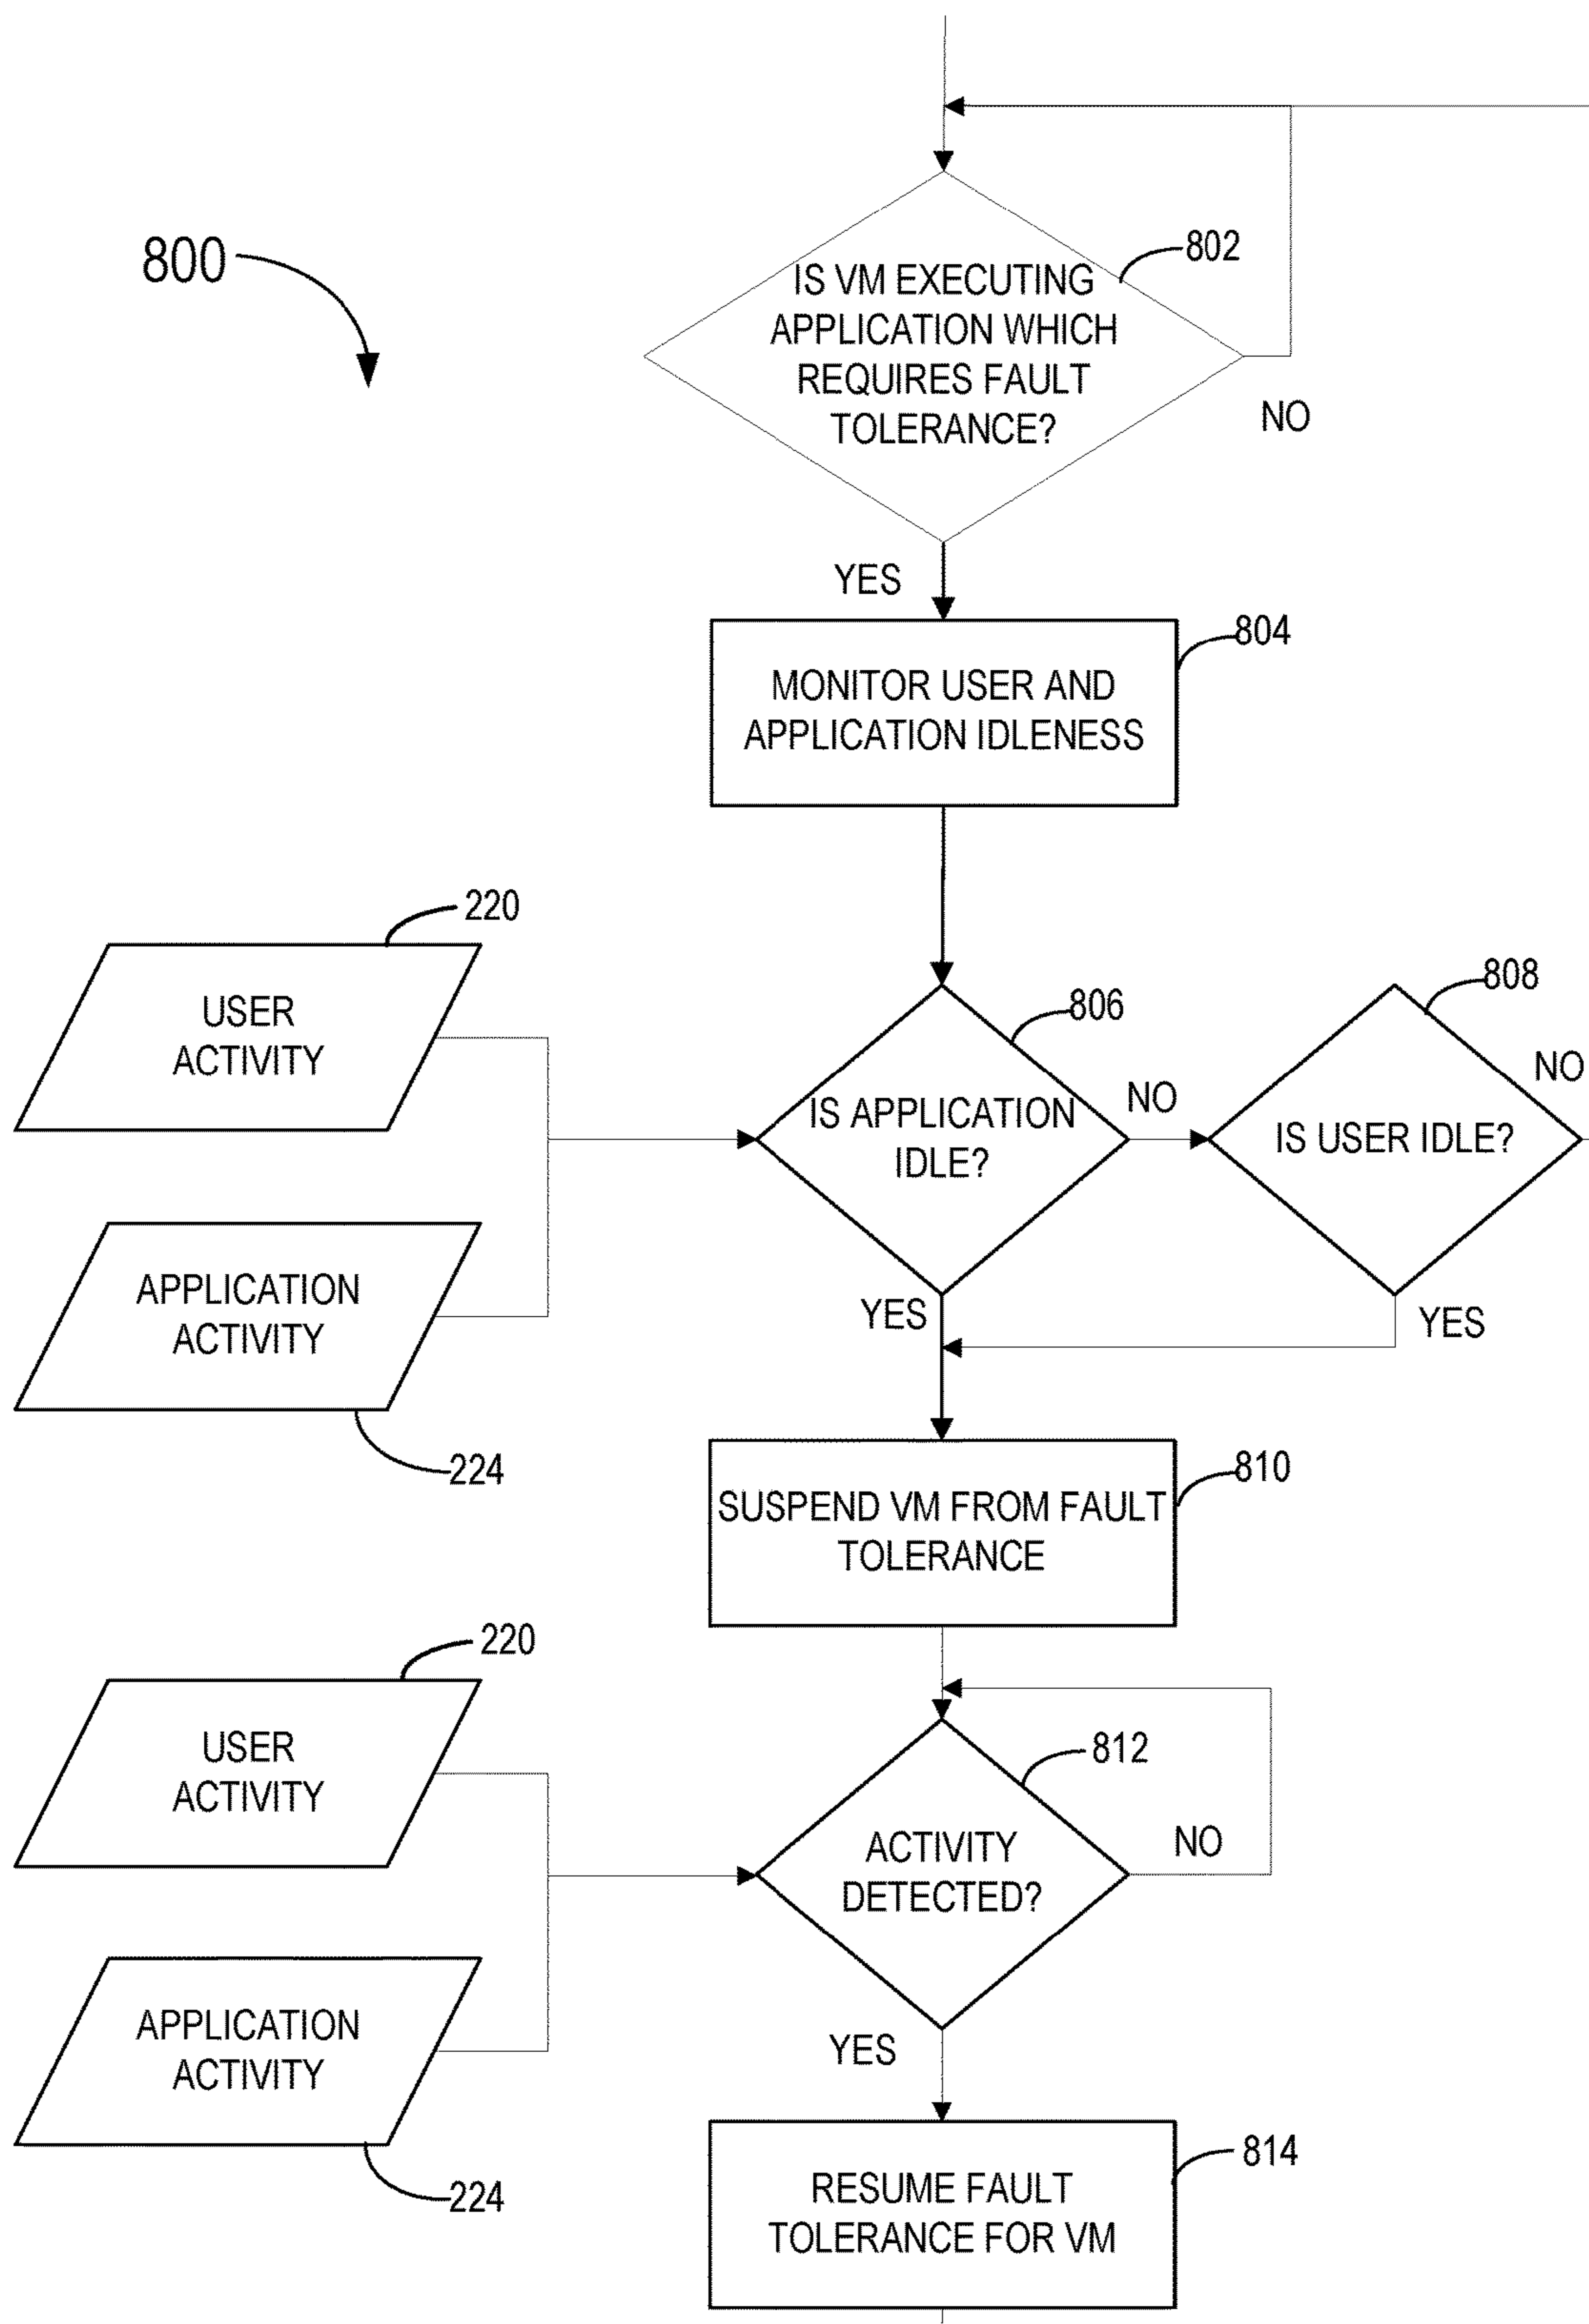 800
802
IS VM EXECUTING
APPLICATION WHICH
REQUIRES FAULT
TOLERANCE?
NO
YES
804
MONITOR USER AND
APPLICATION IDLENESS
220
USER
ACTIVITY
806
IS APPLICATION
IDLE?
NO
808
IS USER IDLE?
NO
YES
YES
APPLICATION
ACTIVITY
224
810
SUSPEND VM FROM FAULT
TOLERANCE
220
USER
ACTIVITY
812
ACTIVITY
DETECTED?
NO
YES
APPLICATION
ACTIVITY
224
814
RESUME FAULT
TOLERANCE FOR VM